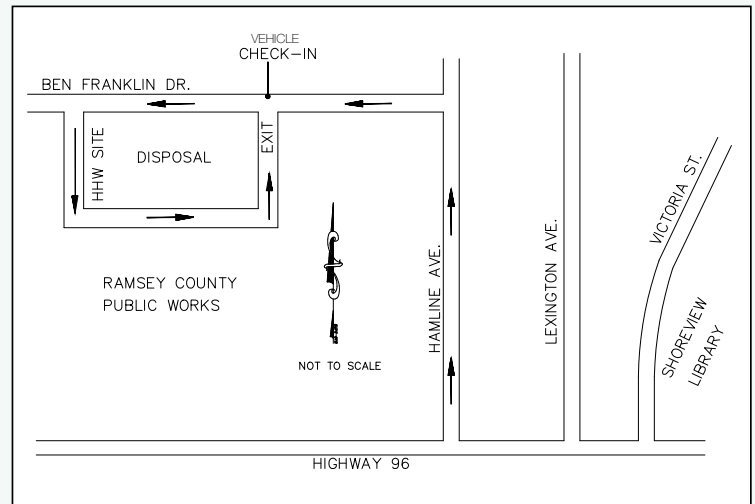 VEHICLE
CHECK-IN
BEN FRANKLIN DR.
HHW SITE
DISPOSAL
EXIT
RAMSEY COUNTY
PUBLIC WORKS
NOT TO SCALE
HAMLINE AVE.
LEXINGTON AVE.
VICTORIA ST.
SHOREVIEW
LIBRARY
HIGHWAY 96